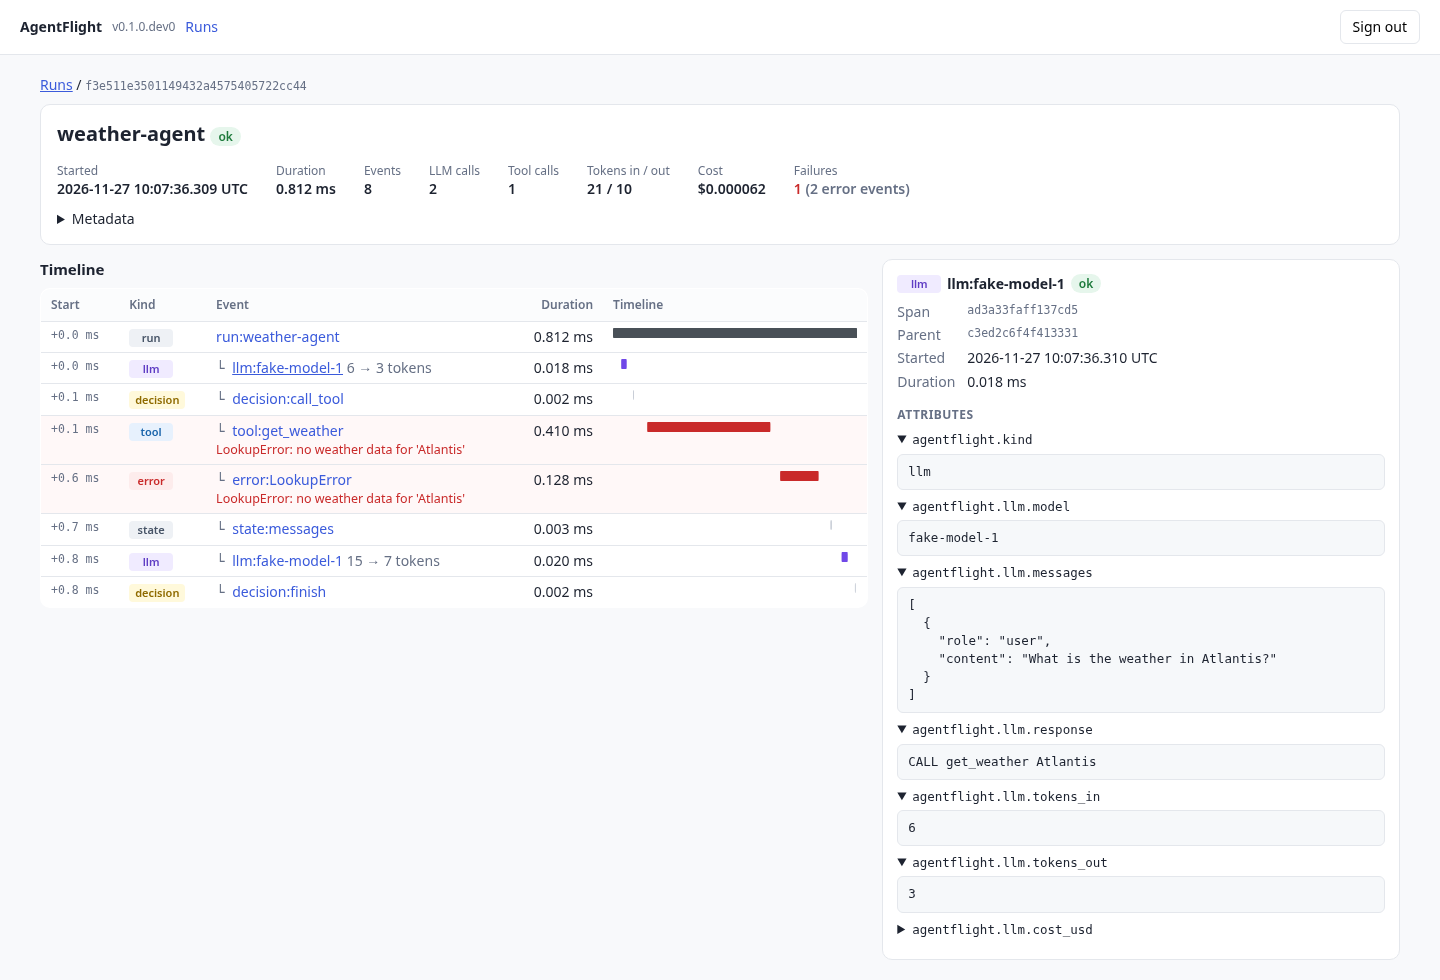 AgentFlight v0.1.0.dev0 Runs Sign out
Runs / f3e511e3501149432a4575405722cc44
weather-agent ok
Started Duration Events LLM calls Tool calls Tokens in / out Cost Failures
2026-11-27 10:07:36.309 UTC 0.812 ms 8 2 1 21 / 10 $0.000062 1 (2 error events)
▶ Metadata
Timeline
Start Kind Event Duration Timeline
+0.0 ms run run:weather-agent 0.812 ms
+0.0 ms llm └ llm:fake-model-1 6 → 3 tokens 0.018 ms
+0.1 ms decision └ decision:call_tool 0.002 ms
+0.1 ms tool └ tool:get_weather 0.410 ms
LookupError: no weather data for 'Atlantis'
+0.6 ms error └ error:LookupError 0.128 ms
LookupError: no weather data for 'Atlantis'
+0.7 ms state └ state:messages 0.003 ms
+0.8 ms llm └ llm:fake-model-1 15 → 7 tokens 0.020 ms
+0.8 ms decision └ decision:finish 0.002 ms
llm llm:fake-model-1 ok
Span ad3a33faff137cd5
Parent c3ed2c6f4f413331
Started 2026-11-27 10:07:36.310 UTC
Duration 0.018 ms
ATTRIBUTES
▼ agentflight.kind
llm
▼ agentflight.llm.model
fake-model-1
▼ agentflight.llm.messages
[
{
"role": "user",
"content": "What is the weather in Atlantis?"
}
]
▼ agentflight.llm.response
CALL get_weather Atlantis
▼ agentflight.llm.tokens_in
6
▼ agentflight.llm.tokens_out
3
▶ agentflight.llm.cost_usd